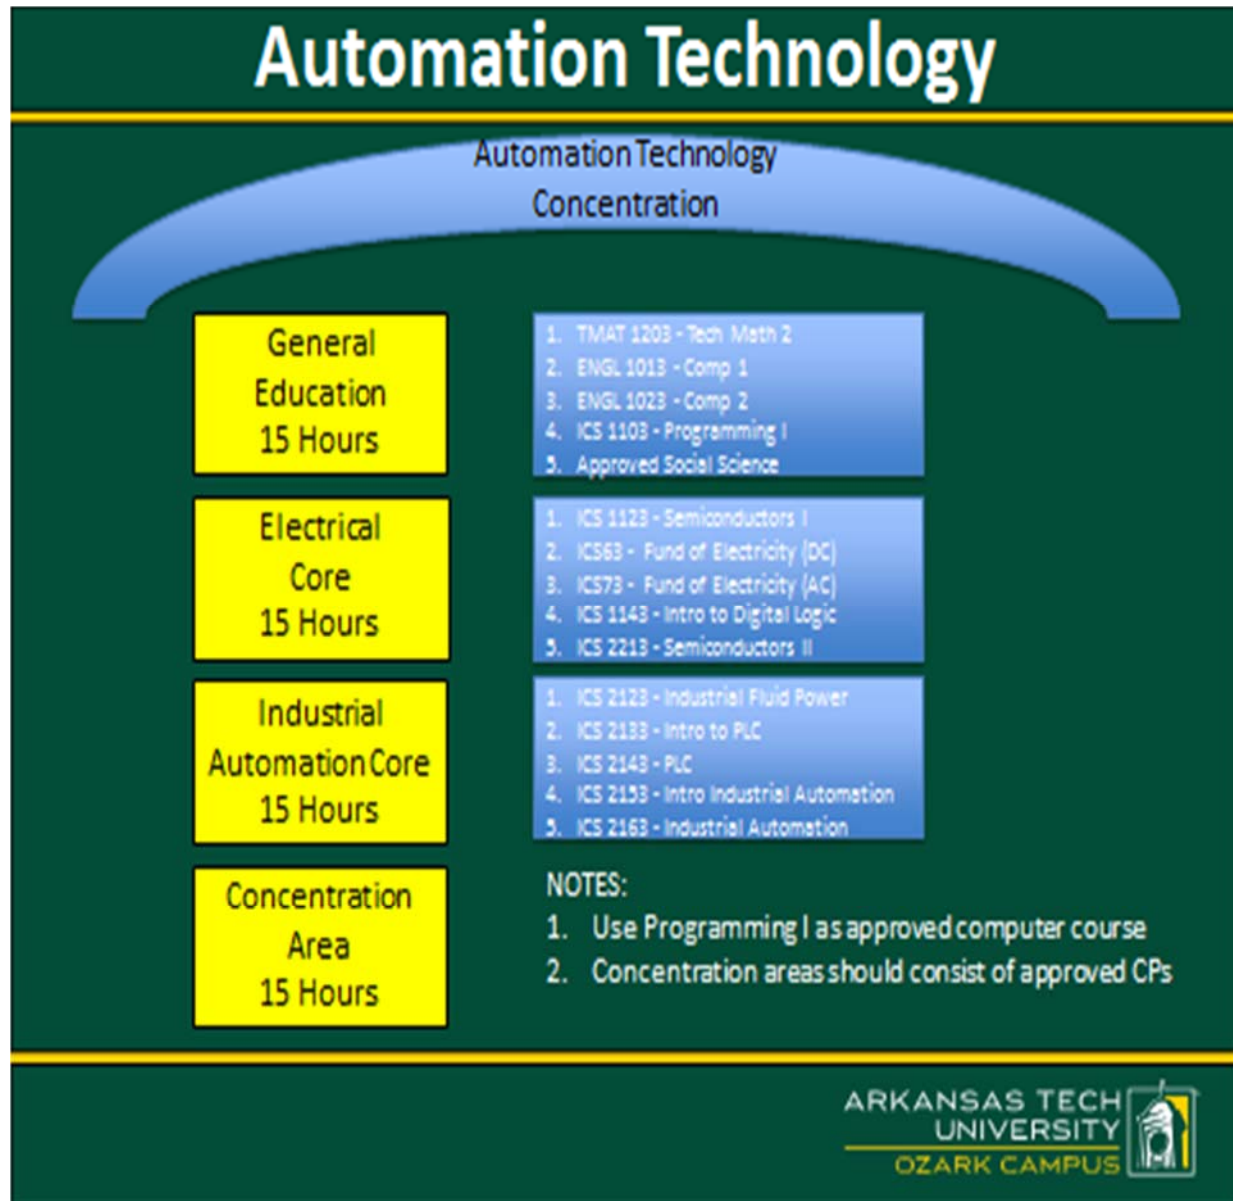 Automation Technology
Automation Technology
Concentration
General
Education
15 Hours
1. TMAT 1203 - Tech Math 2
2. ENGL 1013 - Comp 1
3. ENGL 1023 - Comp 2
4. ICS 1103 - Programming I
5. Approved Social Science
Electrical
Core
15 Hours
1. ICS 1123 - Semiconductors I
2. ICS63 - Fund of Electricity (DC)
3. ICS73 - Fund of Electricity (AC)
4. ICS 1143 - Intro to Digital Logic
5. ICS 2213 - Semiconductors II
Industrial
Automation Core
15 Hours
1. ICS 2123 - Industrial Fluid Power
2. ICS 2133 - Intro to PLC
3. ICS 2143 - PLC
4. ICS 2153 - Intro Industrial Automation
5. ICS 2163 - Industrial Automation
Concentration
Area
15 Hours
NOTES:
1. Use Programming I as approved computer course
2. Concentration areas should consist of approved CPs
ARKANSAS TECH
UNIVERSITY
OZARK CAMPUS